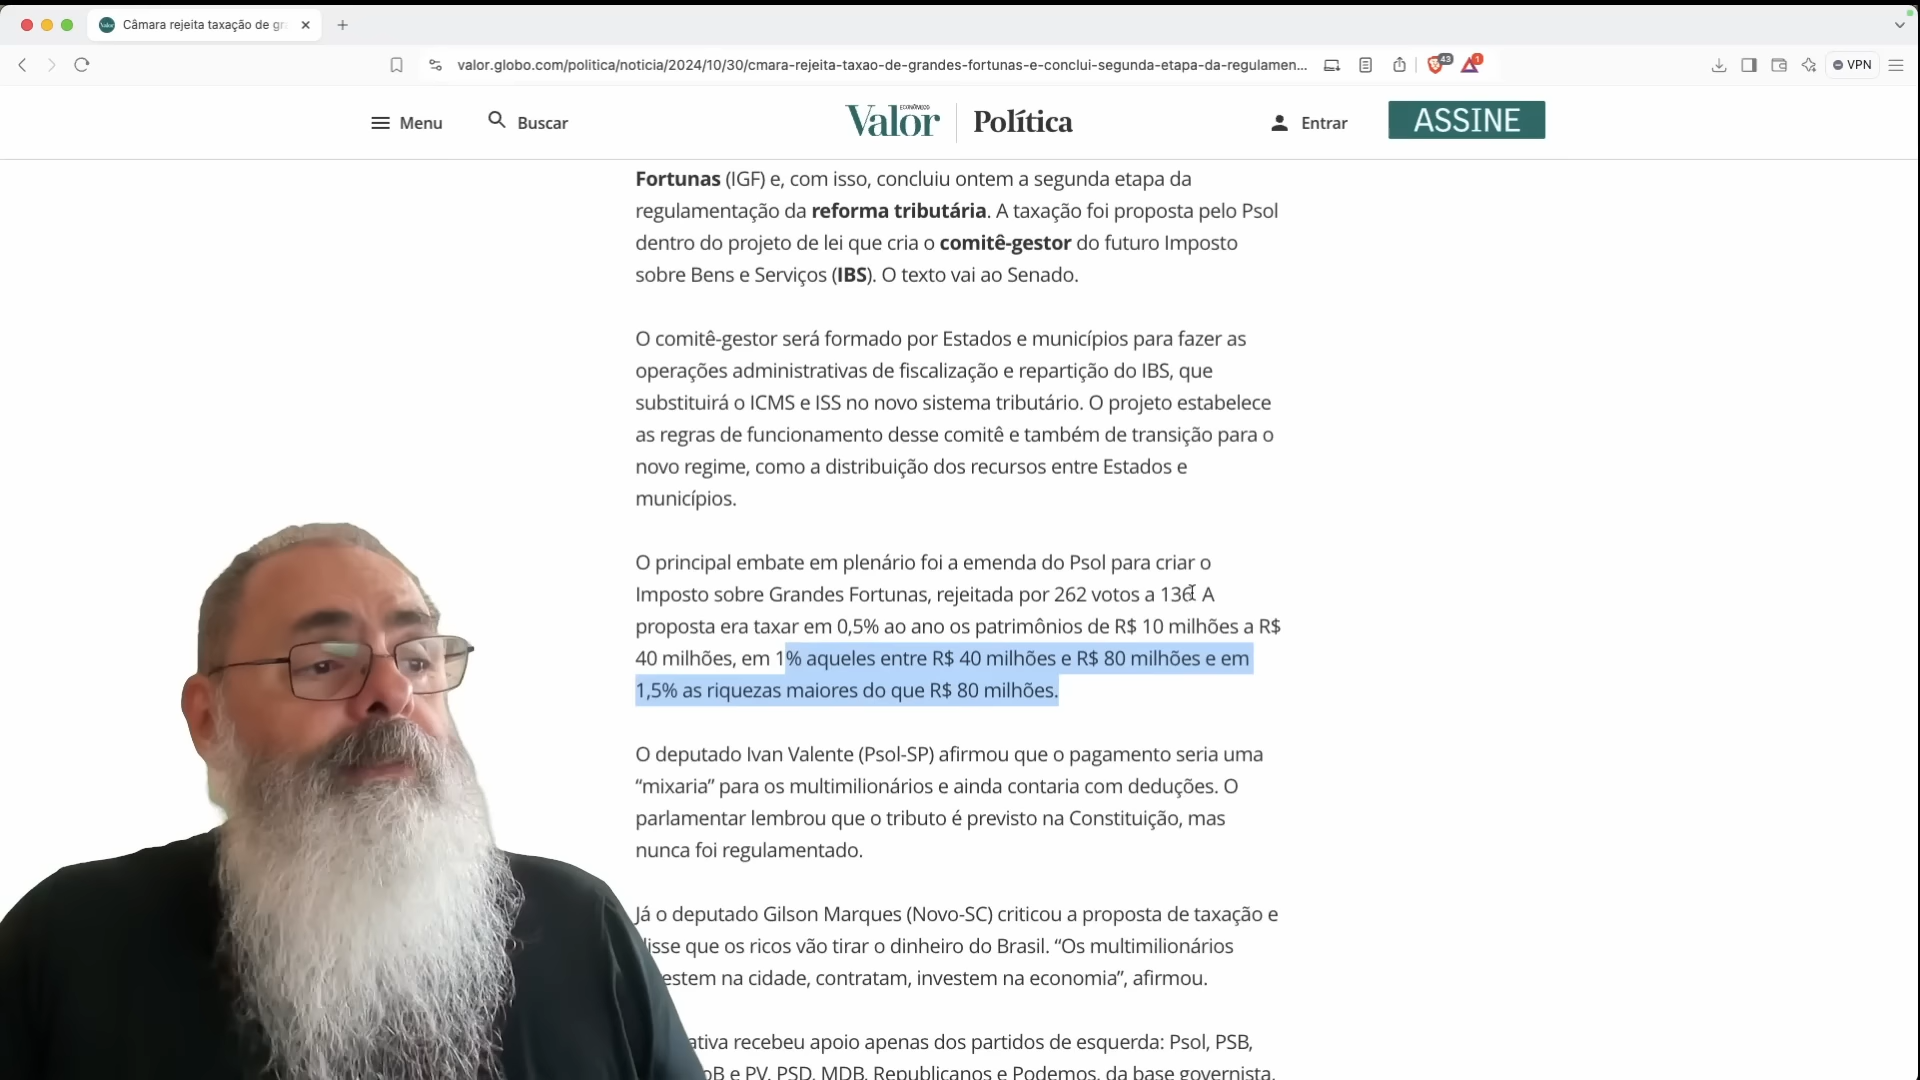 Câmara rejeita taxação de gr
valor.globo.com/politica/noticia/2024/10/30/cmara-rejeita-taxao-de-grandes-fortunas-e-conclui-segunda-etapa-da-regulamen...
43
1
VPN
Menu
Buscar
Valor
ECONÔMICO
Política
Entrar
ASSINE
Fortunas (IGF) e, com isso, concluiu ontem a segunda etapa da
regulamentação da reforma tributária. A taxação foi proposta pelo Psol
dentro do projeto de lei que cria o comitê-gestor do futuro Imposto
sobre Bens e Serviços (IBS). O texto vai ao Senado.
O comitê-gestor será formado por Estados e municípios para fazer as
operações administrativas de fiscalização e repartição do IBS, que
substituirá o ICMS e ISS no novo sistema tributário. O projeto estabelece
as regras de funcionamento desse comitê e também de transição para o
novo regime, como a distribuição dos recursos entre Estados e
municípios.
O principal embate em plenário foi a emenda do Psol para criar o
Imposto sobre Grandes Fortunas, rejeitada por 262 votos a 136. A
proposta era taxar em 0,5% ao ano os patrimônios de R$ 10 milhões a R$
40 milhões, em 1% aqueles entre R$ 40 milhões e R$ 80 milhões e em
1,5% as riquezas maiores do que R$ 80 milhões.
O deputado Ivan Valente (Psol-SP) afirmou que o pagamento seria uma
“mixaria” para os multimilionários e ainda contaria com deduções. O
parlamentar lembrou que o tributo é previsto na Constituição, mas
nunca foi regulamentado.
Já o deputado Gilson Marques (Novo-SC) criticou a proposta de taxação e
disse que os ricos vão tirar o dinheiro do Brasil. “Os multimilionários
estem na cidade, contratam, investem na economia”, afirmou.
ativa recebeu apoio apenas dos partidos de esquerda: Psol, PSB,
oB e PV. PSD, MDB, Republicanos e Podemos, da base governista,